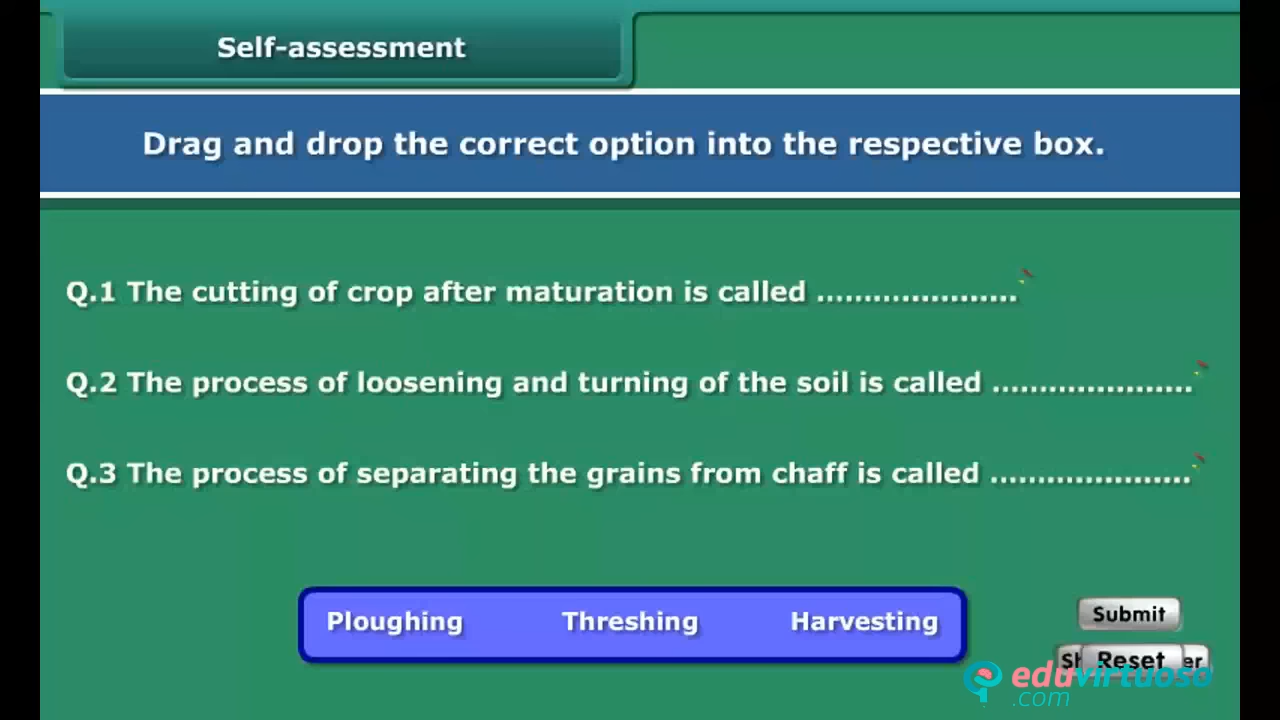 Self-assessment
Drag and drop the correct option into the respective box.
Q.1 The cutting of crop after maturation is called .....................
Q.2 The process of loosening and turning of the soil is called .....................
Q.3 The process of separating the grains from chaff is called .....................
Ploughing Threshing Harvesting
Submit
Reset
eduvirtuoso
.com